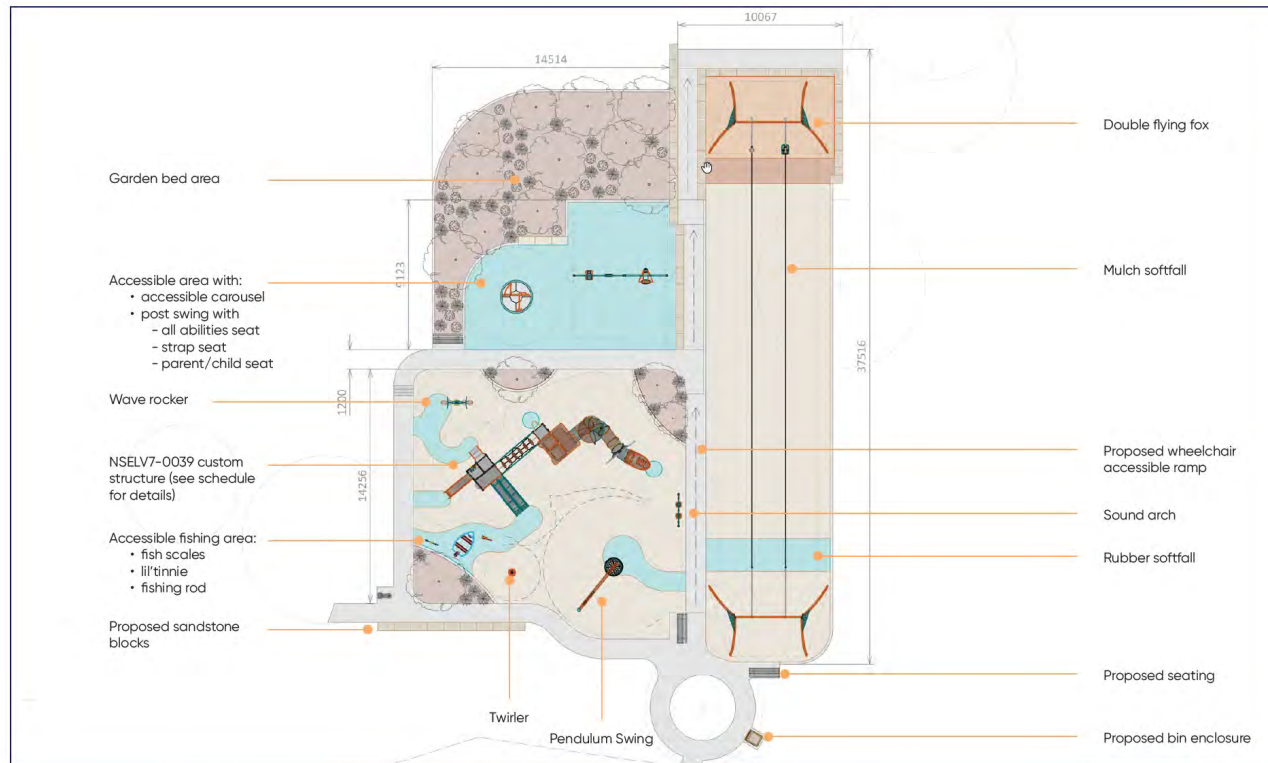 10067
14514
Double flying fox
Garden bed area
Accessible area with:
• accessible carousel
• post swing with
- all abilities seat
- strap seat
- parent/child seat
9123
Mulch softfall
37516
1200
Wave rocker
NSELV7-0039 custom
structure (see schedule
for details)
14256
Proposed wheelchair
accessible ramp
Sound arch
Accessible fishing area:
• fish scales
• lil'tinnie
• fishing rod
Rubber softfall
Proposed sandstone
blocks
Proposed seating
Twirler
Pendulum Swing
Proposed bin enclosure